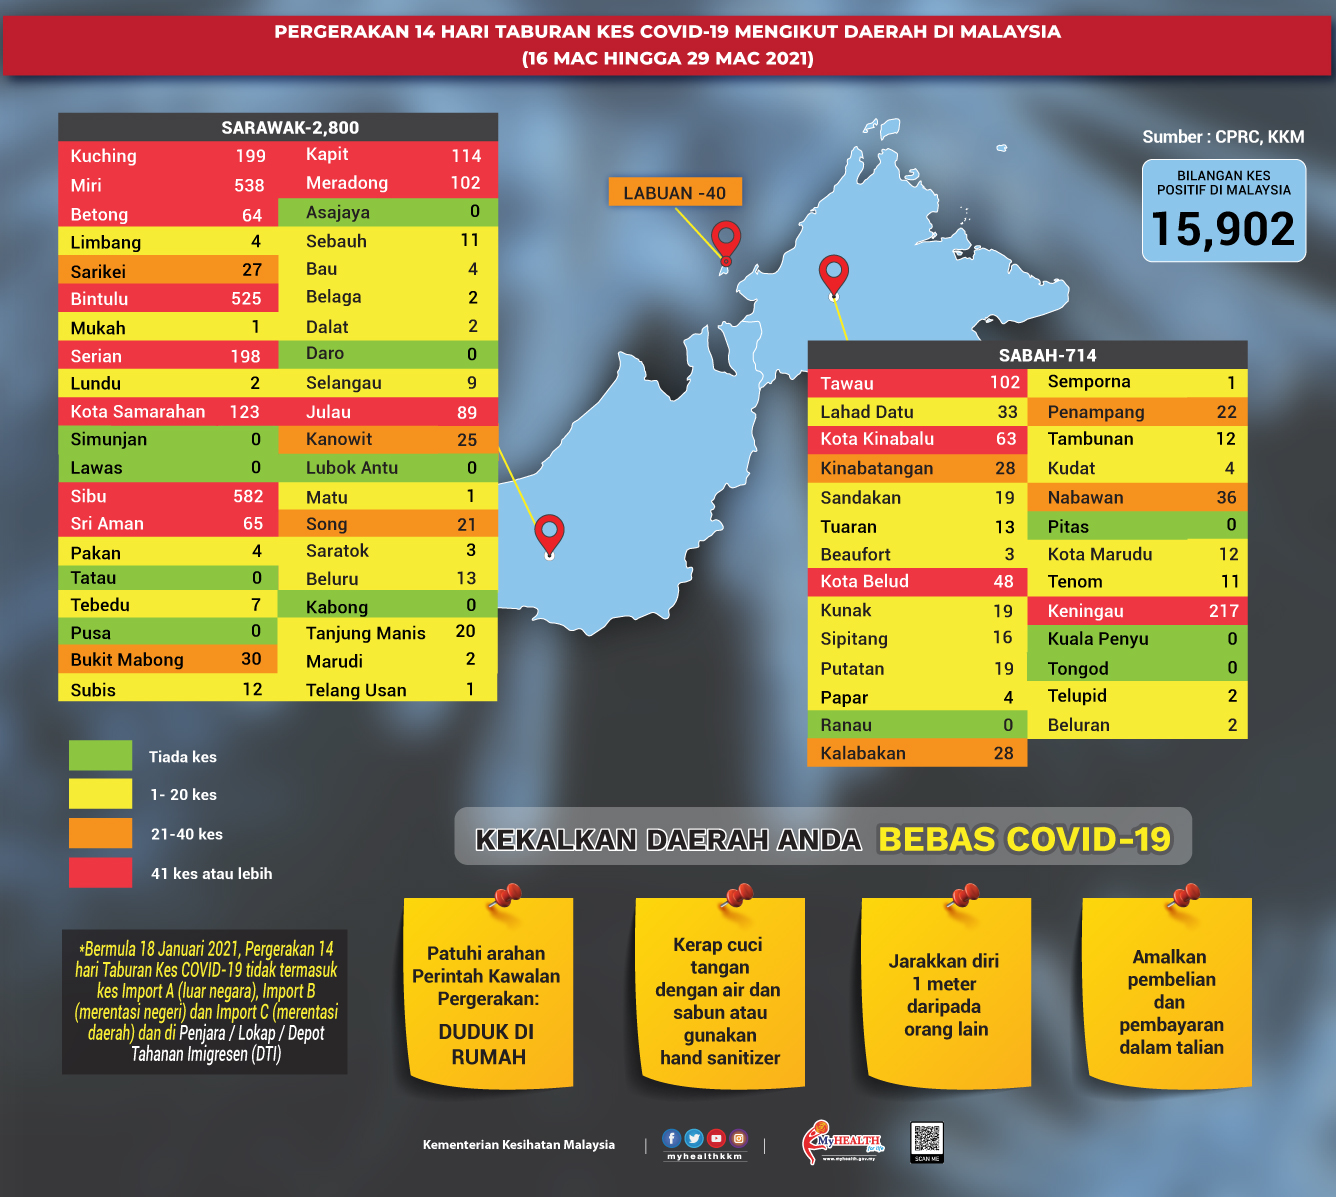 PERGERAKAN 14 HARI TABURAN KES COVID-19 MENGIKUT DAERAH DI MALAYSIA
(16 MAC HINGGA 29 MAC 2021)
Sumber : CPRC, KKM
BILANGAN KES
POSITIF DI MALAYSIA
15,902
LABUAN -40
SARAWAK-2,800
Kuching 199 Kapit 114
Miri 538 Meradong 102
Betong 64 Asajaya 0
Limbang 4 Sebauh 11
Sarikei 27 Bau 4
Bintulu 525 Belaga 2
Mukah 1 Dalat 2
Serian 198 Daro 0
Lundu 2 Selangau 9
Kota Samarahan 123 Julau 89
Simunjan 0 Kanowit 25
Lawas 0 Lubok Antu 0
Sibu 582 Matu 1
Sri Aman 65 Song 21
Pakan 4 Saratok 3
Tatau 0 Beluru 13
Tebedu 7 Kabong 0
Pusa 0 Tanjung Manis 20
Bukit Mabong 30 Marudi 2
Subis 12 Telang Usan 1
SABAH-714
Tawau 102 Semporna 1
Lahad Datu 33 Penampang 22
Kota Kinabalu 63 Tambunan 12
Kinabatangan 28 Kudat 4
Sandakan 19 Nabawan 36
Tuaran 13 Pitas 0
Beaufort 3 Kota Marudu 12
Kota Belud 48 Tenom 11
Kunak 19 Keningau 217
Sipitang 16 Kuala Penyu 0
Putatan 19 Tongod 0
Papar 4 Telupid 2
Ranau 0 Beluran 2
Kalabakan 28
Tiada kes
1- 20 kes
21-40 kes
41 kes atau lebih
*Bermula 18 Januari 2021, Pergerakan 14
hari Taburan Kes COVID-19 tidak termasuk
kes Import A (luar negara), Import B
(merentasi negeri) dan Import C (merentasi
daerah) dan di Penjara / Lokap / Depot
Tahanan Imigresen (DTI)
KEKALKAN DAERAH ANDA BEBAS COVID-19
Patuhi arahan
Perintah Kawalan
Pergerakan:
DUDUK DI
RUMAH
Kerap cuci
tangan
dengan air dan
sabun atau
gunakan
hand sanitizer
Jarakkan diri
1 meter
daripada
orang lain
Amalkan
pembelian
dan
pembayaran
dalam talian
Kementerian Kesihatan Malaysia
myhealthkkm
MyHEALTH
for life
www.myhealth.gov.my
SCAN ME